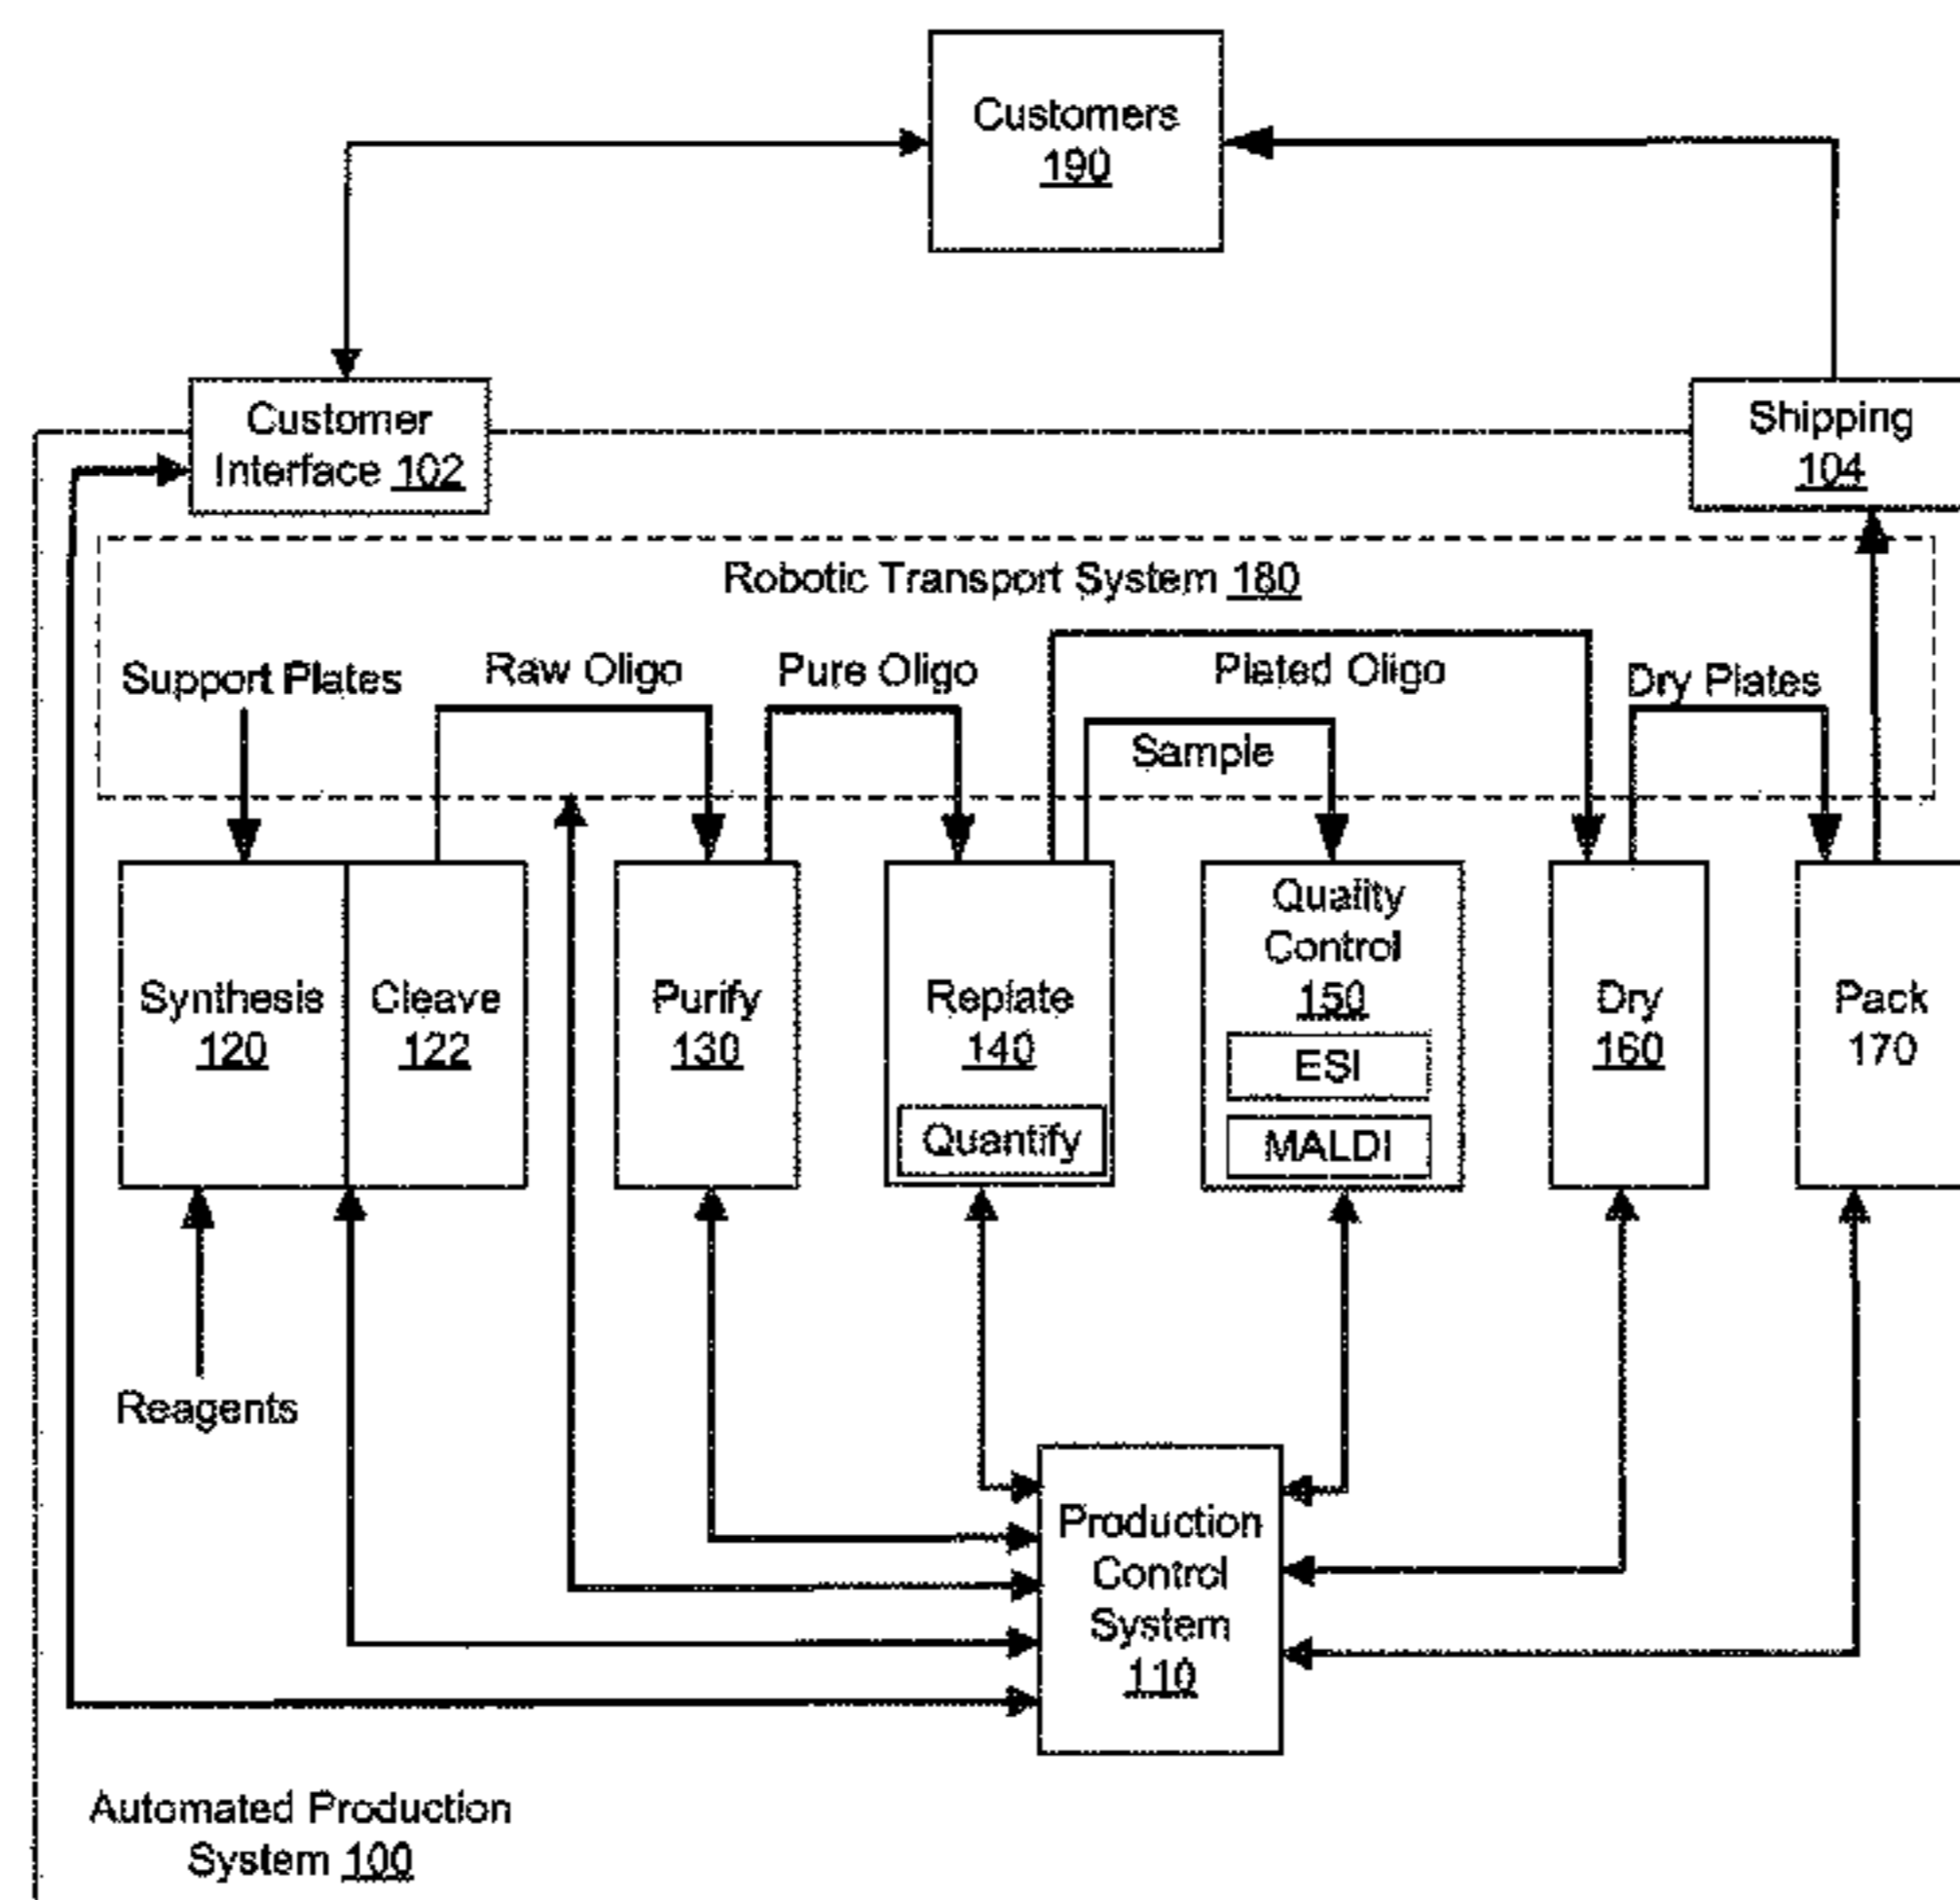 Customers
190
Customer
Interface 102
Shipping
104
Robotic Transport System 180
Support Plates
Raw Oligo
Pure Oligo
Plated Oligo
Dry Plates
Sample
Synthesis
120
Cleave
122
Purify
130
Replate
140
Quantify
Quality
Control
150
ESI
MALDI
Dry
160
Pack
170
Reagents
Production
Control
System
110
Automated Production
System 100